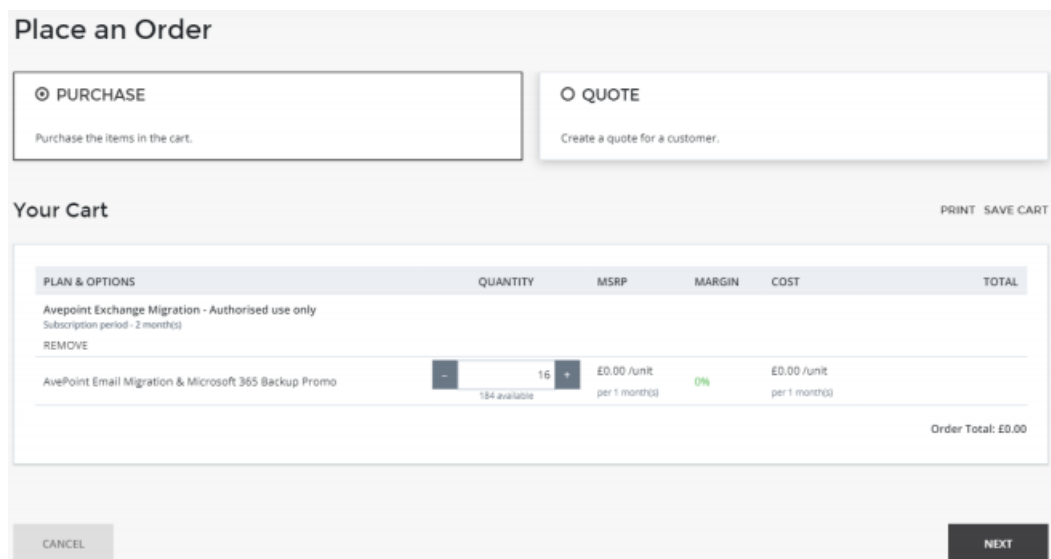 Place an Order
PURCHASE
Purchase the items in the cart.
QUOTE
Create a quote for a customer.
Your Cart
PRINT SAVE CART
PLAN & OPTIONS QUANTITY MSRP MARGIN COST TOTAL
Avepoint Exchange Migration - Authorised use only
Subscription period - 2 month(s)
REMOVE
AvePoint Email Migration & Microsoft 365 Backup Promo
- 16 +
184 available
£0.00 /unit
per 1 month(s)
0%
£0.00 /unit
per 1 month(s)
Order Total: £0.00
CANCEL
NEXT